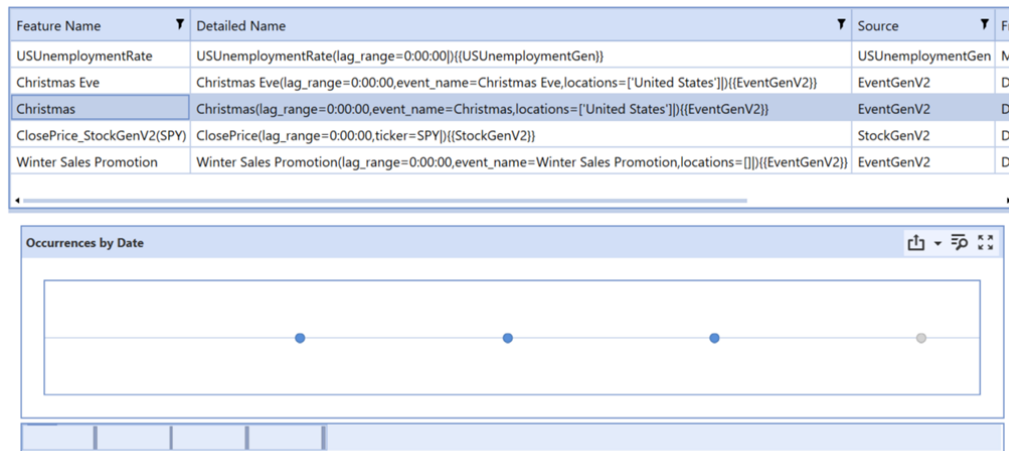 Feature Name Detailed Name Source F
USUnemploymentRate USUnemploymentRate(lag_range=0:00:00|){{USUnemploymentGen}} USUnemploymentGen M
Christmas Eve Christmas Eve(lag_range=0:00:00,event_name=Christmas Eve,locations=['United States']|){{EventGenV2}} EventGenV2 D
Christmas Christmas(lag_range=0:00:00,event_name=Christmas,locations=['United States']|){{EventGenV2}} EventGenV2 D
ClosePrice_StockGenV2(SPY) ClosePrice(lag_range=0:00:00,ticker=SPY|){{StockGenV2}} StockGenV2 D
Winter Sales Promotion Winter Sales Promotion(lag_range=0:00:00,event_name=Winter Sales Promotion,locations=[]|){{EventGenV2}} EventGenV2 D
Occurrences by Date